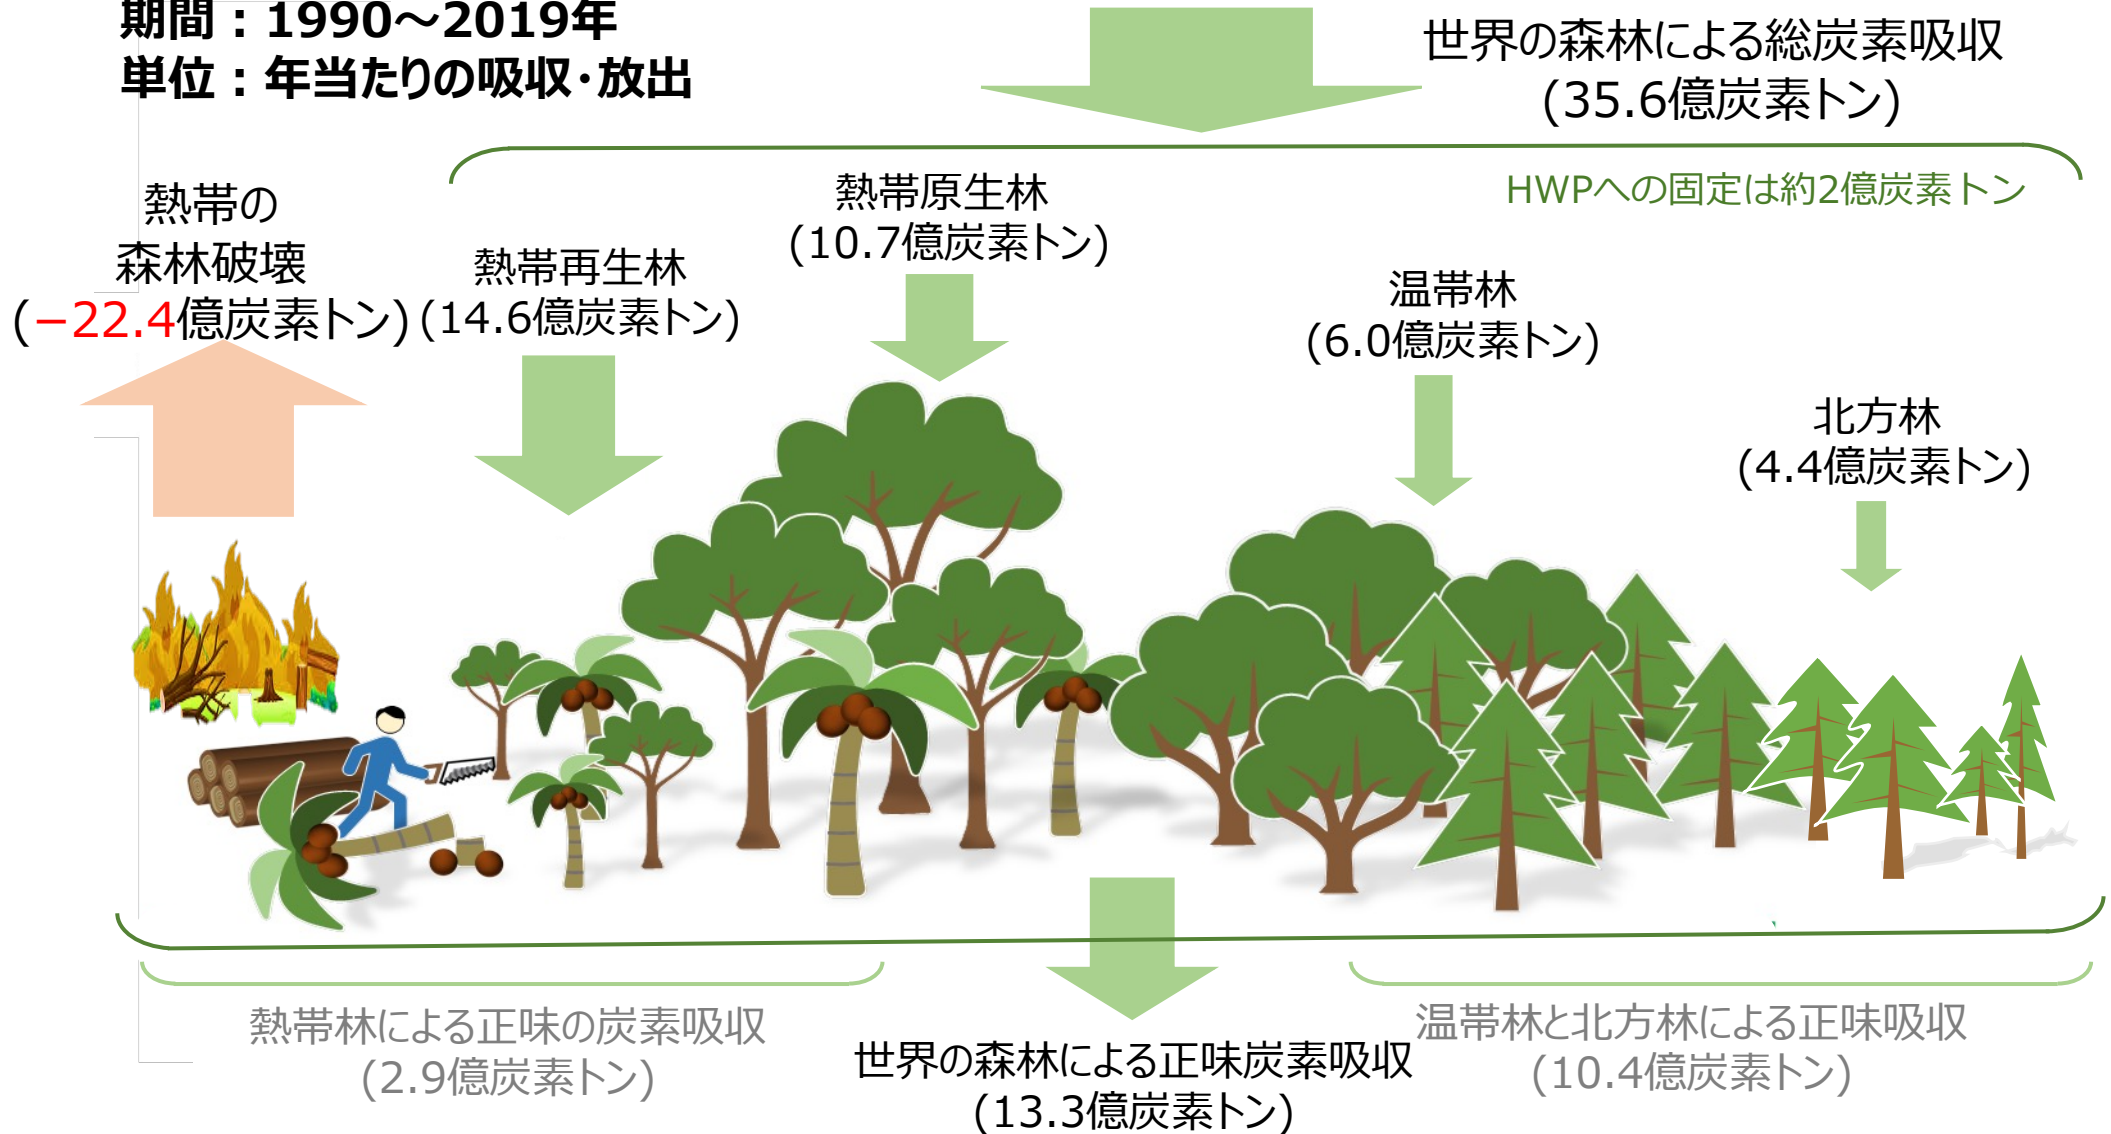 期間：1990～2019年
単位：年当たりの吸収・放出
世界の森林による総炭素吸収
(35.6億炭素トン)
HWPへの固定は約2億炭素トン
熱帯の
森林破壊
(−22.4億炭素トン)
熱帯再生林
(14.6億炭素トン)
熱帯原生林
(10.7億炭素トン)
温帯林
(6.0億炭素トン)
北方林
(4.4億炭素トン)
熱帯林による正味の炭素吸収
(2.9億炭素トン)
世界の森林による正味炭素吸収
(13.3億炭素トン)
温帯林と北方林による正味吸収
(10.4億炭素トン)